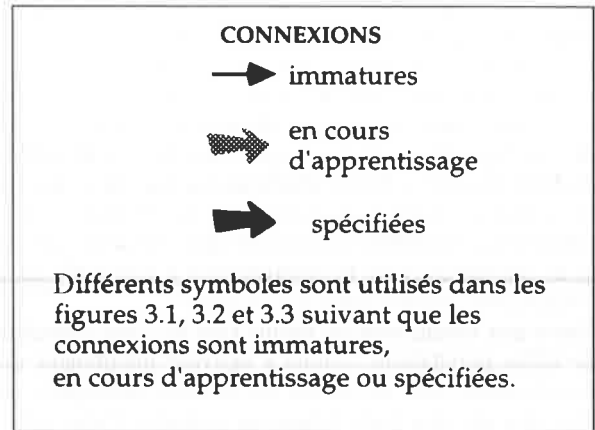 CONNEXIONS
immatures
en cours
d'apprentissage
spécifiées
Différents symboles sont utilisés dans les
figures 3.1, 3.2 et 3.3 suivant que les
connexions sont immatures,
en cours d'apprentissage ou spécifiées.